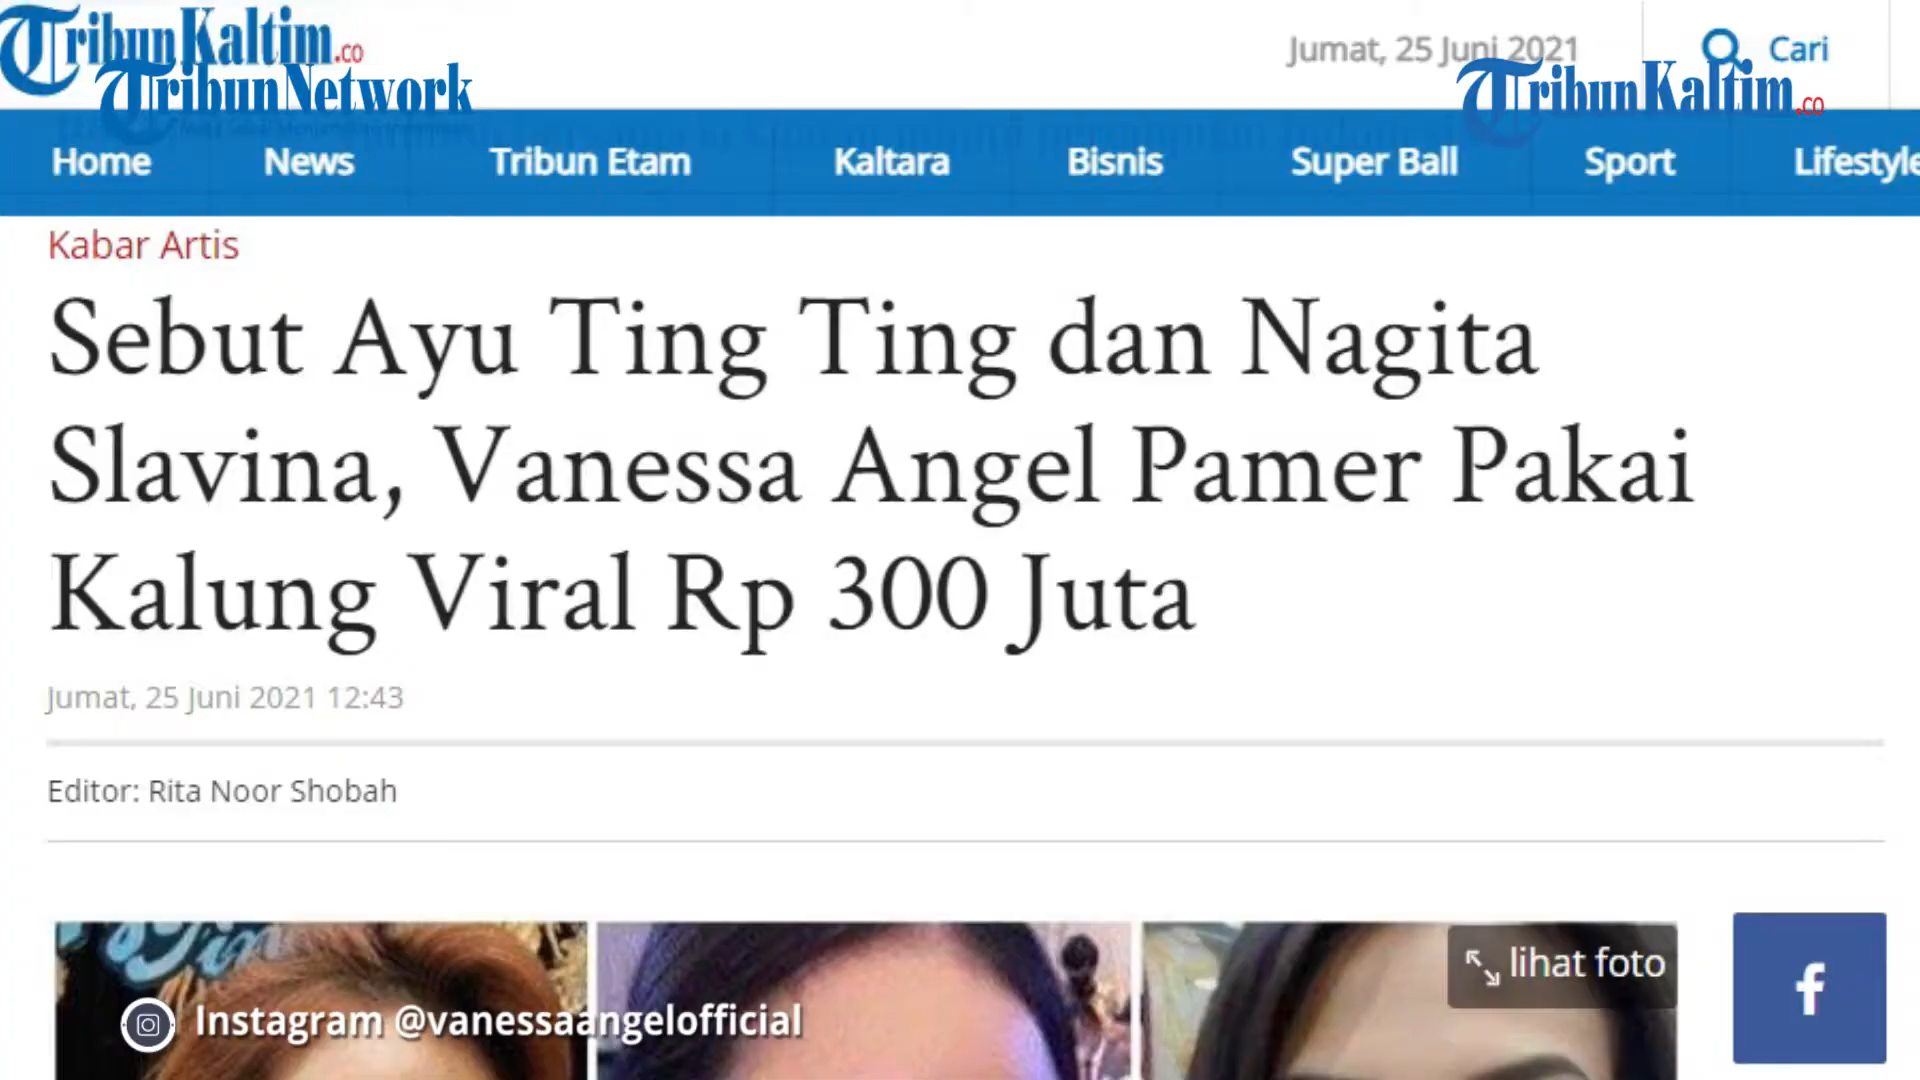 TribunKaltim.co
TribunNetwork
Jumat, 25 Juni 2021
Cari
TribunKaltim.co
Home News Tribun Etam Kaltara Bisnis Super Ball Sport Lifestyle
Kabar Artis
Sebut Ayu Ting Ting dan Nagita
Slavina, Vanessa Angel Pamer Pakai
Kalung Viral Rp 300 Juta
Jumat, 25 Juni 2021 12:43
Editor: Rita Noor Shobah
lihat foto
f
Instagram @vanessaangelofficial